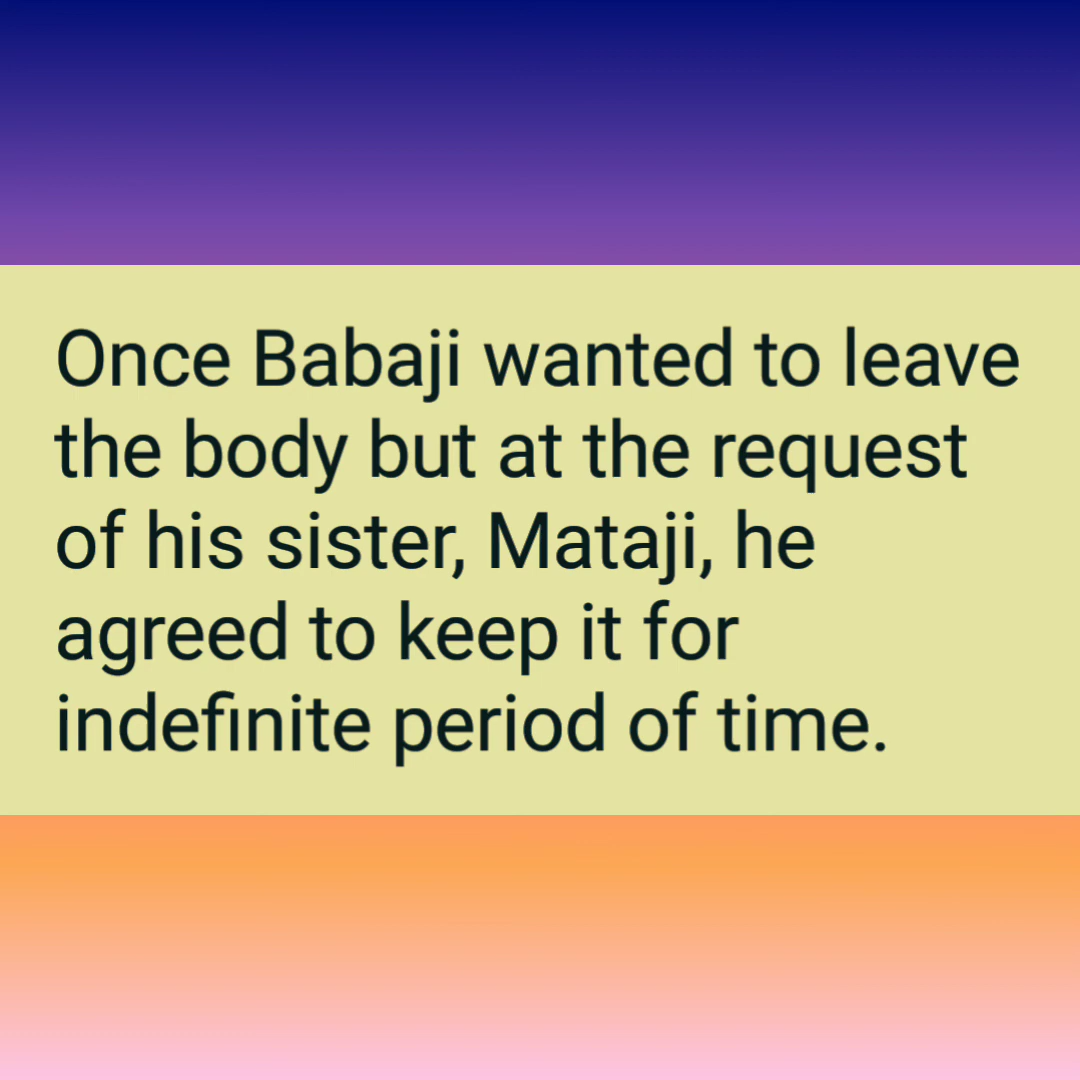 Once Babaji wanted to leave
the body but at the request
of his sister, Mataji, he
agreed to keep it for
indefinite period of time.